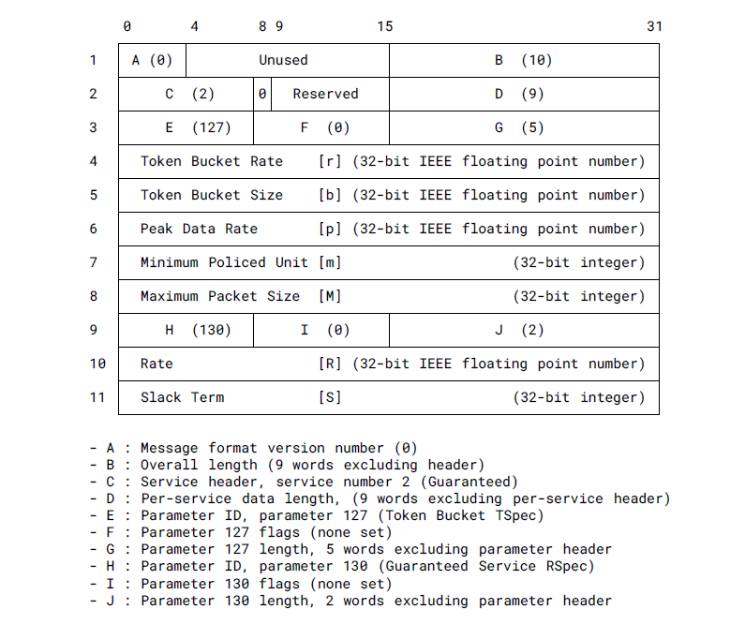 0 4 8 9 15 31
1 A (0) Unused B (10)
2 C (2) 0 Reserved D (9)
3 E (127) F (0) G (5)
4 Token Bucket Rate [r] (32-bit IEEE floating point number)
5 Token Bucket Size [b] (32-bit IEEE floating point number)
6 Peak Data Rate [p] (32-bit IEEE floating point number)
7 Minimum Policed Unit [m] (32-bit integer)
8 Maximum Packet Size [M] (32-bit integer)
9 H (130) I (0) J (2)
10 Rate [R] (32-bit IEEE floating point number)
11 Slack Term [S] (32-bit integer)
- A : Message format version number (0)
- B : Overall length (9 words excluding header)
- C : Service header, service number 2 (Guaranteed)
- D : Per-service data length, (9 words excluding per-service header)
- E : Parameter ID, parameter 127 (Token Bucket TSpec)
- F : Parameter 127 flags (none set)
- G : Parameter 127 length, 5 words excluding parameter header
- H : Parameter ID, parameter 130 (Guaranteed Service RSpec)
- I : Parameter 130 flags (none set)
- J : Parameter 130 length, 2 words excluding parameter header